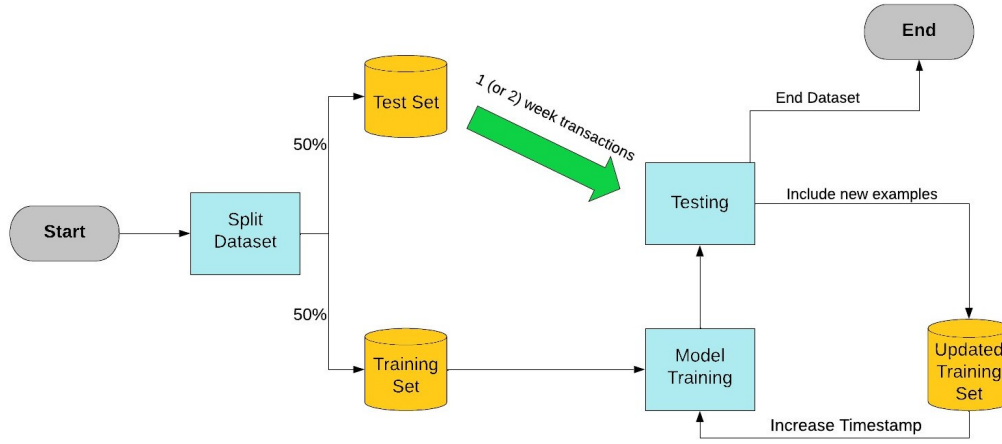 Start
Split
Dataset
50%
50%
Test Set
Training
Set
1 (or 2) week transactions
Testing
Model
Training
End Dataset
End
Include new examples
Updated
Training
Set
Increase Timestamp